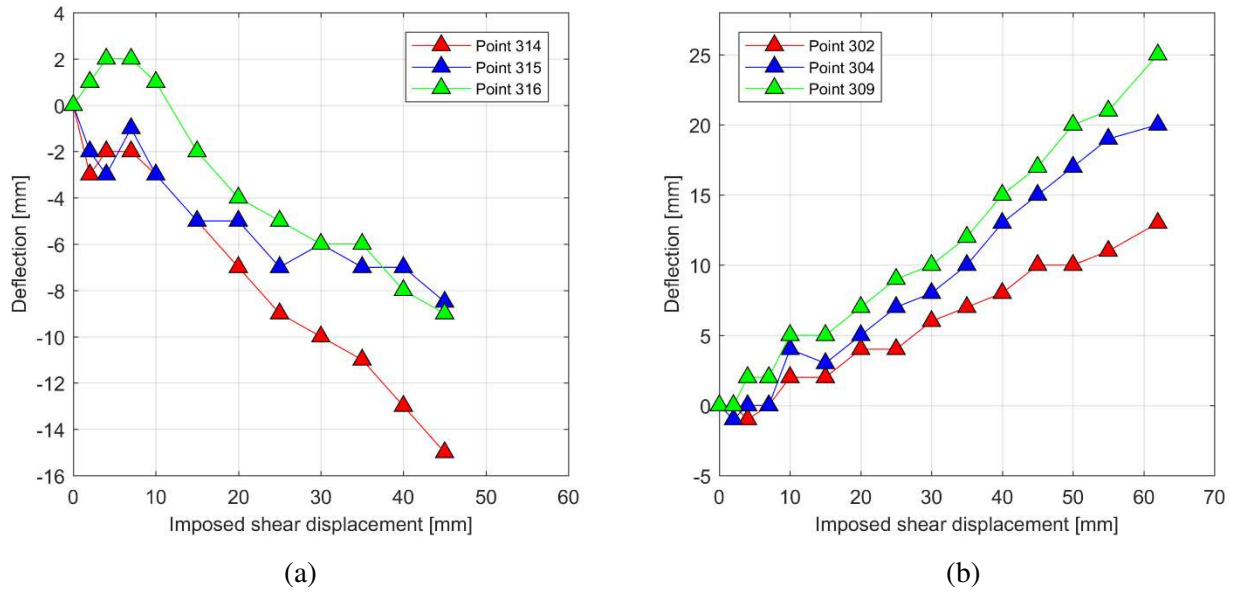 4
2
0
-2
-4
-6
-8
-10
-12
-14
-16
0 10 20 30 40 50 60
Deflection [mm]
Imposed shear displacement [mm]
Point 314
Point 315
Point 316
(a)
25
20
15
10
5
0
-5
0 10 20 30 40 50 60 70
Deflection [mm]
Imposed shear displacement [mm]
Point 302
Point 304
Point 309
(b)